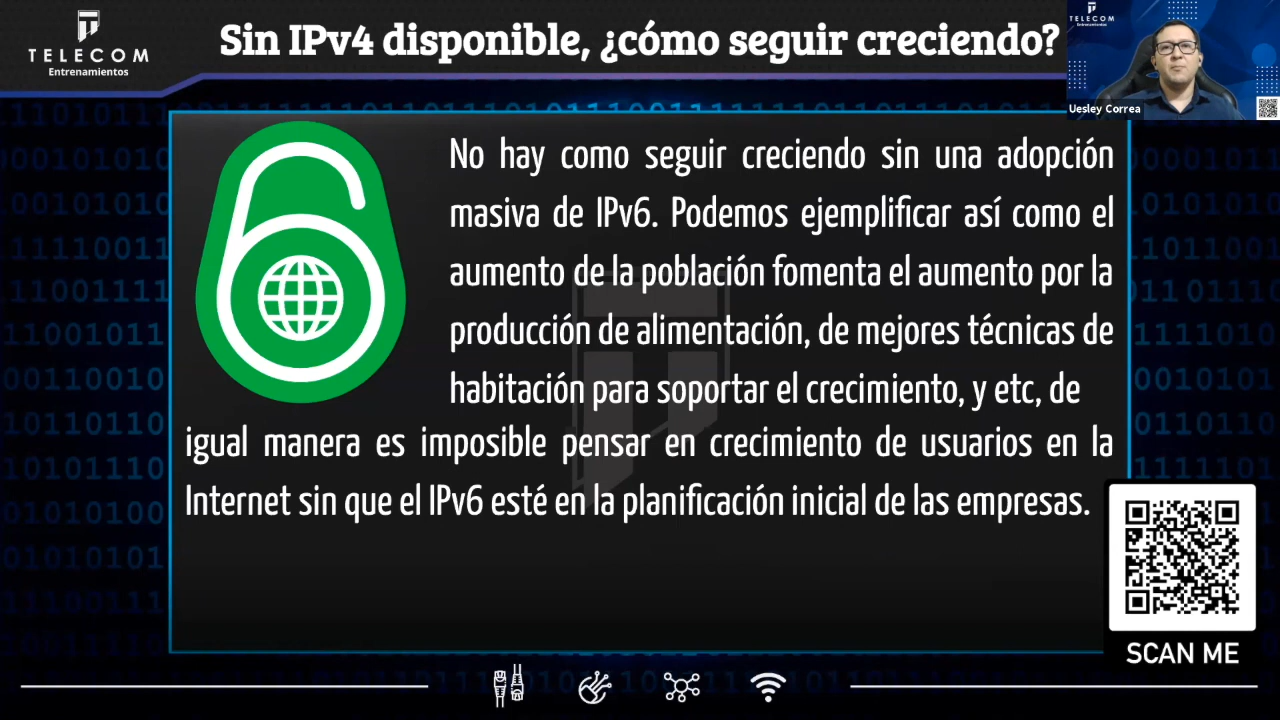 TELECOM
Entrenamientos
Sin IPv4 disponible, ¿cómo seguir creciendo?
TELECOM
Entrenamientos
Uesley Correa
No hay como seguir creciendo sin una adopción
masiva de IPv6. Podemos ejemplificar así como el
aumento de la población fomenta el aumento por la
producción de alimentación, de mejores técnicas de
habitación para soportar el crecimiento, y etc, de
igual manera es imposible pensar en crecimiento de usuarios en la
Internet sin que el IPv6 esté en la planificación inicial de las empresas.
SCAN ME